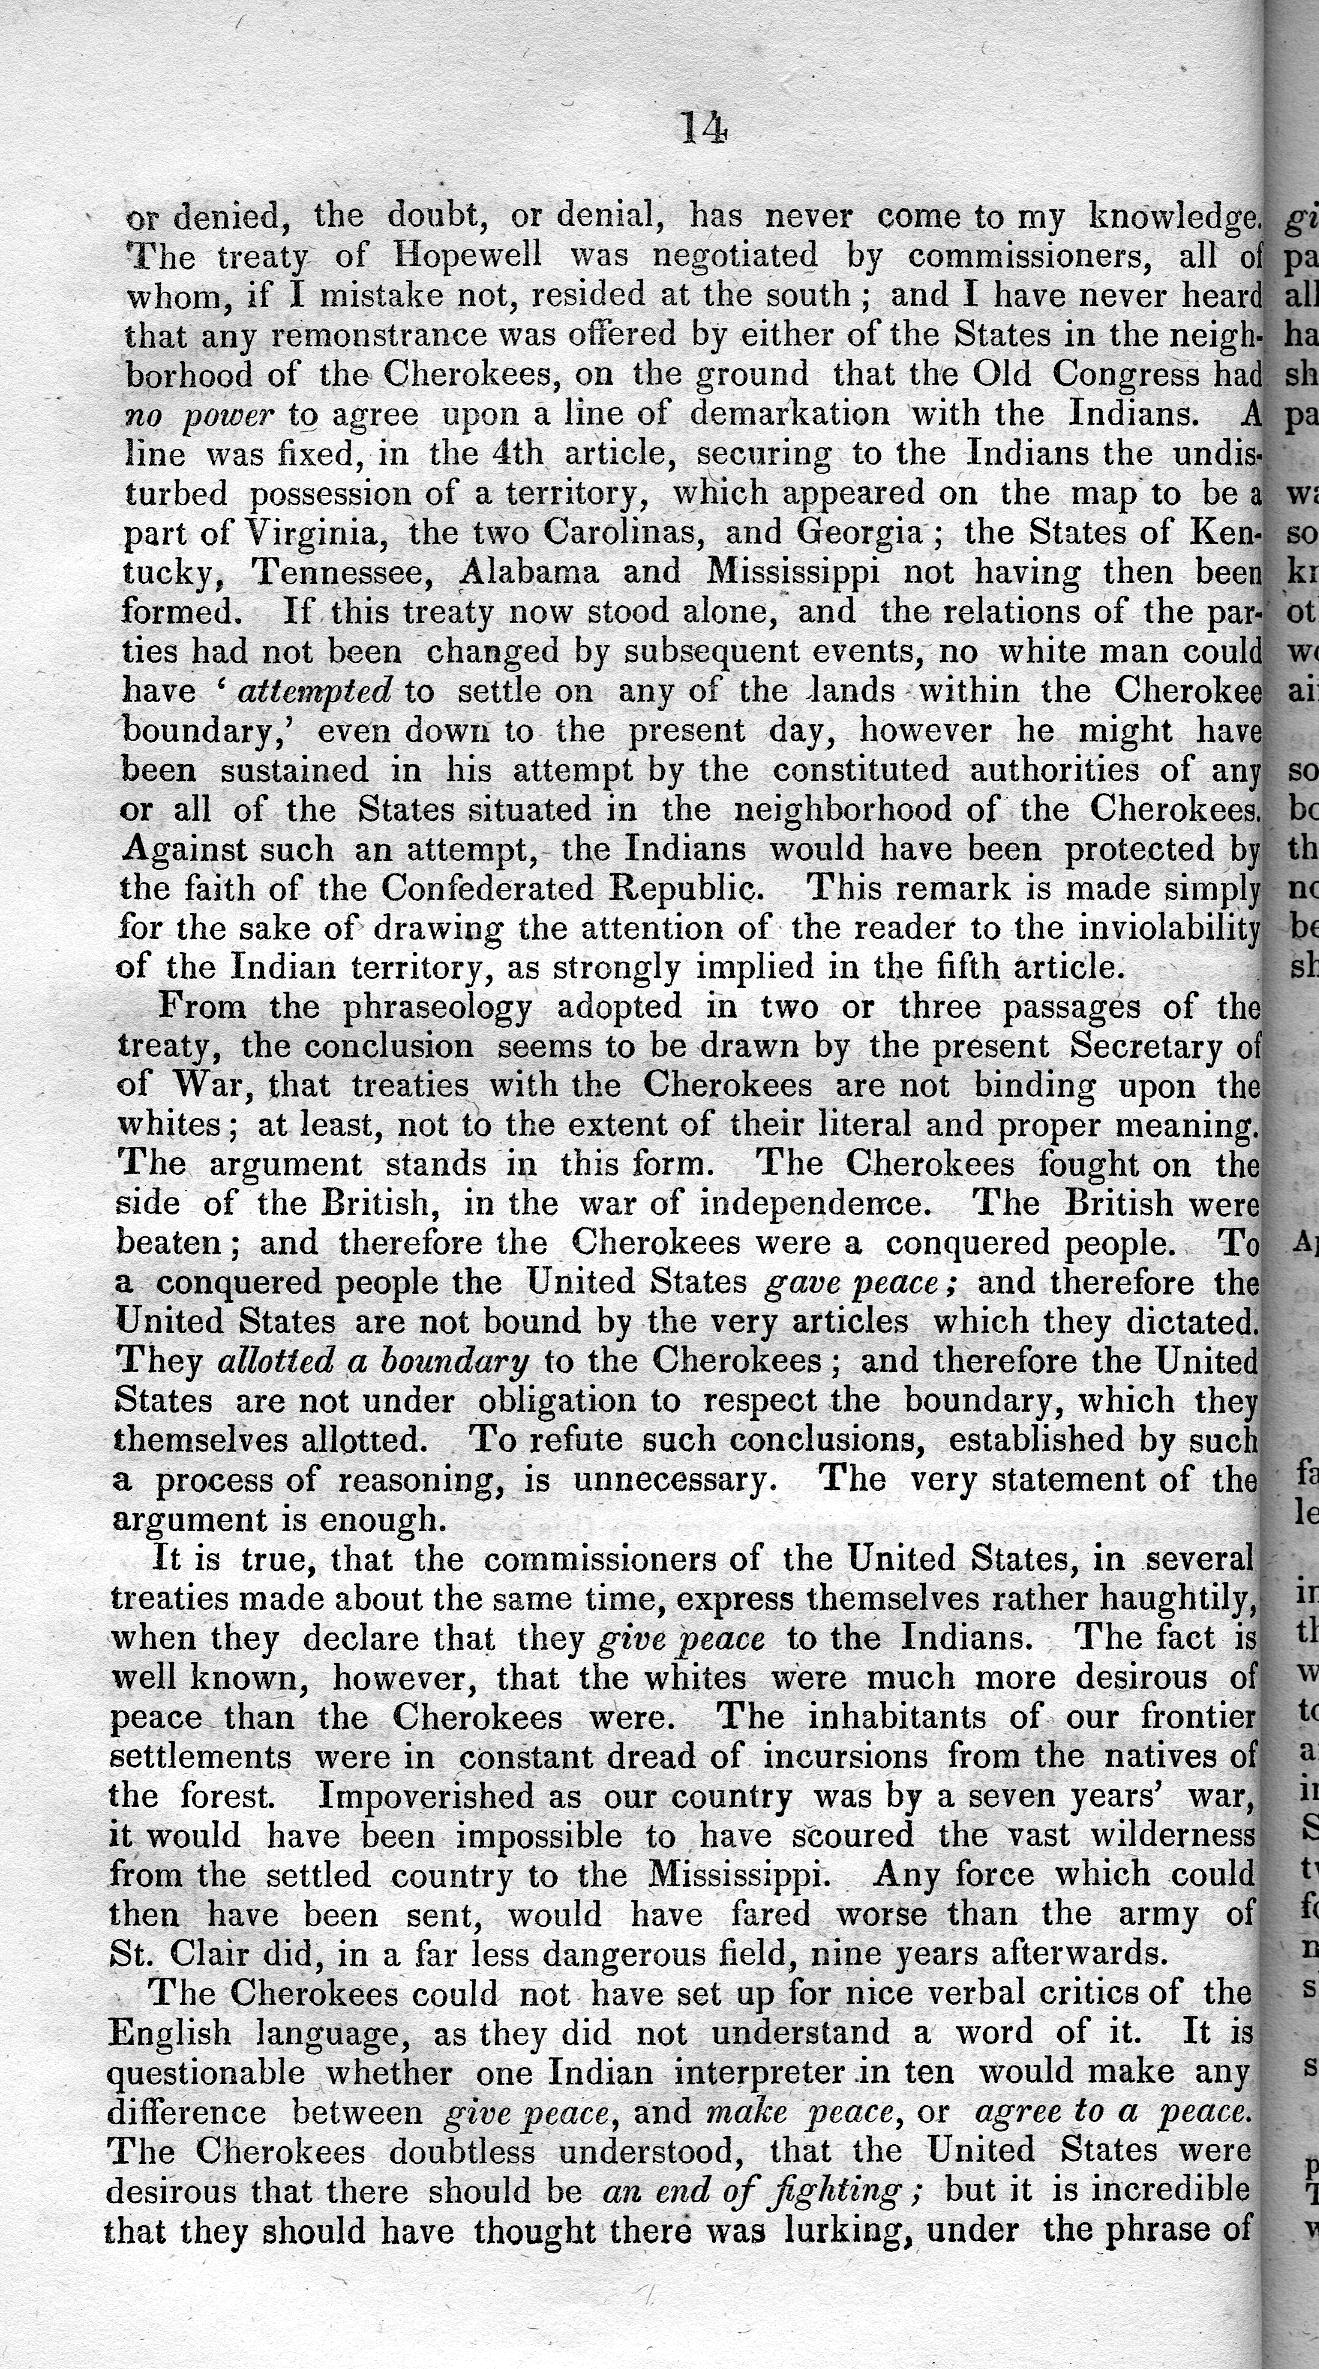 14
or denied, the doubt, or denial, has never come to my knowledge.
The treaty of Hopewell was negotiated by commissioners, all of
whom, if I mistake not, resided at the south ; and I have never heard
that any remonstrance was offered by either of the States in the neigh-
borhood of the Cherokees, on the ground that the Old Congress had
no power to agree upon a line of demarkation with the Indians. A
line was fixed, in the 4th article, securing to the Indians the undis-
turbed possession of a territory, which appeared on the map to be a
part of Virginia, the two Carolinas, and Georgia ; the States of Ken-
tucky, Tennessee, Alabama and Mississippi not having then been
formed. If this treaty now stood alone, and the relations of the par-
ties had not been changed by subsequent events, no white man could
have ‘ attempted to settle on any of the lands within the Cherokee
boundary,’ even down to the present day, however he might have
been sustained in his attempt by the constituted authorities of any
or all of the States situated in the neighborhood of the Cherokees.
Against such an attempt, the Indians would have been protected by
the faith of the Confederated Republic. This remark is made simply
for the sake of drawing the attention of the reader to the inviolability
of the Indian territory, as strongly implied in the fifth article.
From the phraseology adopted in two or three passages of the
treaty, the conclusion seems to be drawn by the present Secretary of
of War, that treaties with the Cherokees are not binding upon the
whites ; at least, not to the extent of their literal and proper meaning.
The argument stands in this form. The Cherokees fought on the
side of the British, in the war of independence. The British were
beaten ; and therefore the Cherokees were a conquered people. To
a conquered people the United States gave peace ; and therefore the
United States are not bound by the very articles which they dictated.
They allotted a boundary to the Cherokees ; and therefore the United
States are not under obligation to respect the boundary, which they
themselves allotted. To refute such conclusions, established by such
a process of reasoning, is unnecessary. The very statement of the
argument is enough.
It is true, that the commissioners of the United States, in several
treaties made about the same time, express themselves rather haughtily,
when they declare that they give peace to the Indians. The fact is
well known, however, that the whites were much more desirous of
peace than the Cherokees were. The inhabitants of our frontier
settlements were in constant dread of incursions from the natives of
the forest. Impoverished as our country was by a seven years’ war,
it would have been impossible to have scoured the vast wilderness
from the settled country to the Mississippi. Any force which could
then have been sent, would have fared worse than the army of
St. Clair did, in a far less dangerous field, nine years afterwards.
The Cherokees could not have set up for nice verbal critics of the
English language, as they did not understand a word of it. It is
questionable whether one Indian interpreter in ten would make any
difference between give peace, and make peace, or agree to a peace.
The Cherokees doubtless understood, that the United States were
desirous that there should be an end of fighting ; but it is incredible
that they should have thought there was lurking, under the phrase of